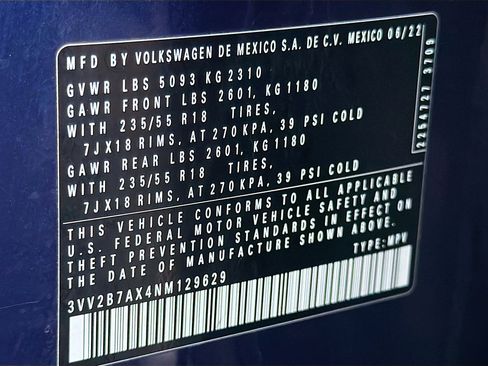 MFD BY VOLKSWAGEN DE MEXICO S.A. DE C.V. MEXICO 06/22
GVWR LBS 5093 KG 2310
GAWR FRONT LBS 2601, KG 1180
WITH 235/55 R18 TIRES,
7JX18 RIMS, AT 270 KPA, 39 PSI COLD
GAWR REAR LBS 2601, KG 1180
WITH 235/55 R18 TIRES,
7JX18 RIMS, AT 270 KPA, 39 PSI COLD
THIS VEHICLE CONFORMS TO ALL APPLICABLE
U.S. FEDERAL MOTOR VEHICLE SAFETY AND
THEFT PREVENTION STANDARDS IN EFFECT ON
THE DATE OF MANUFACTURE SHOWN ABOVE.
3VV2B7AX4NM129629 TYPE: MPV
2254727 3709